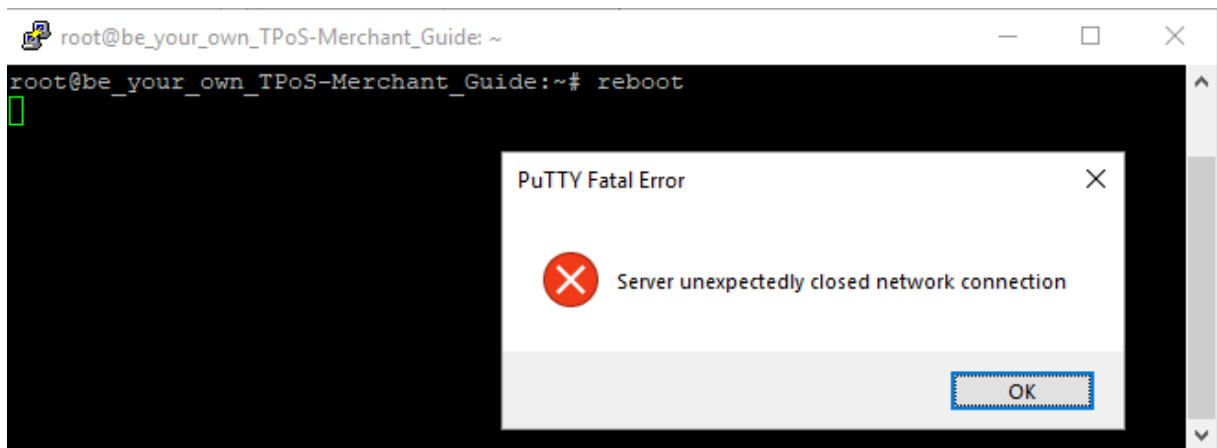 root@be_your_own_TPoS-Merchant_Guide: ~
root@be_your_own_TPoS-Merchant_Guide:~# reboot
PuTTY Fatal Error
Server unexpectedly closed network connection
OK